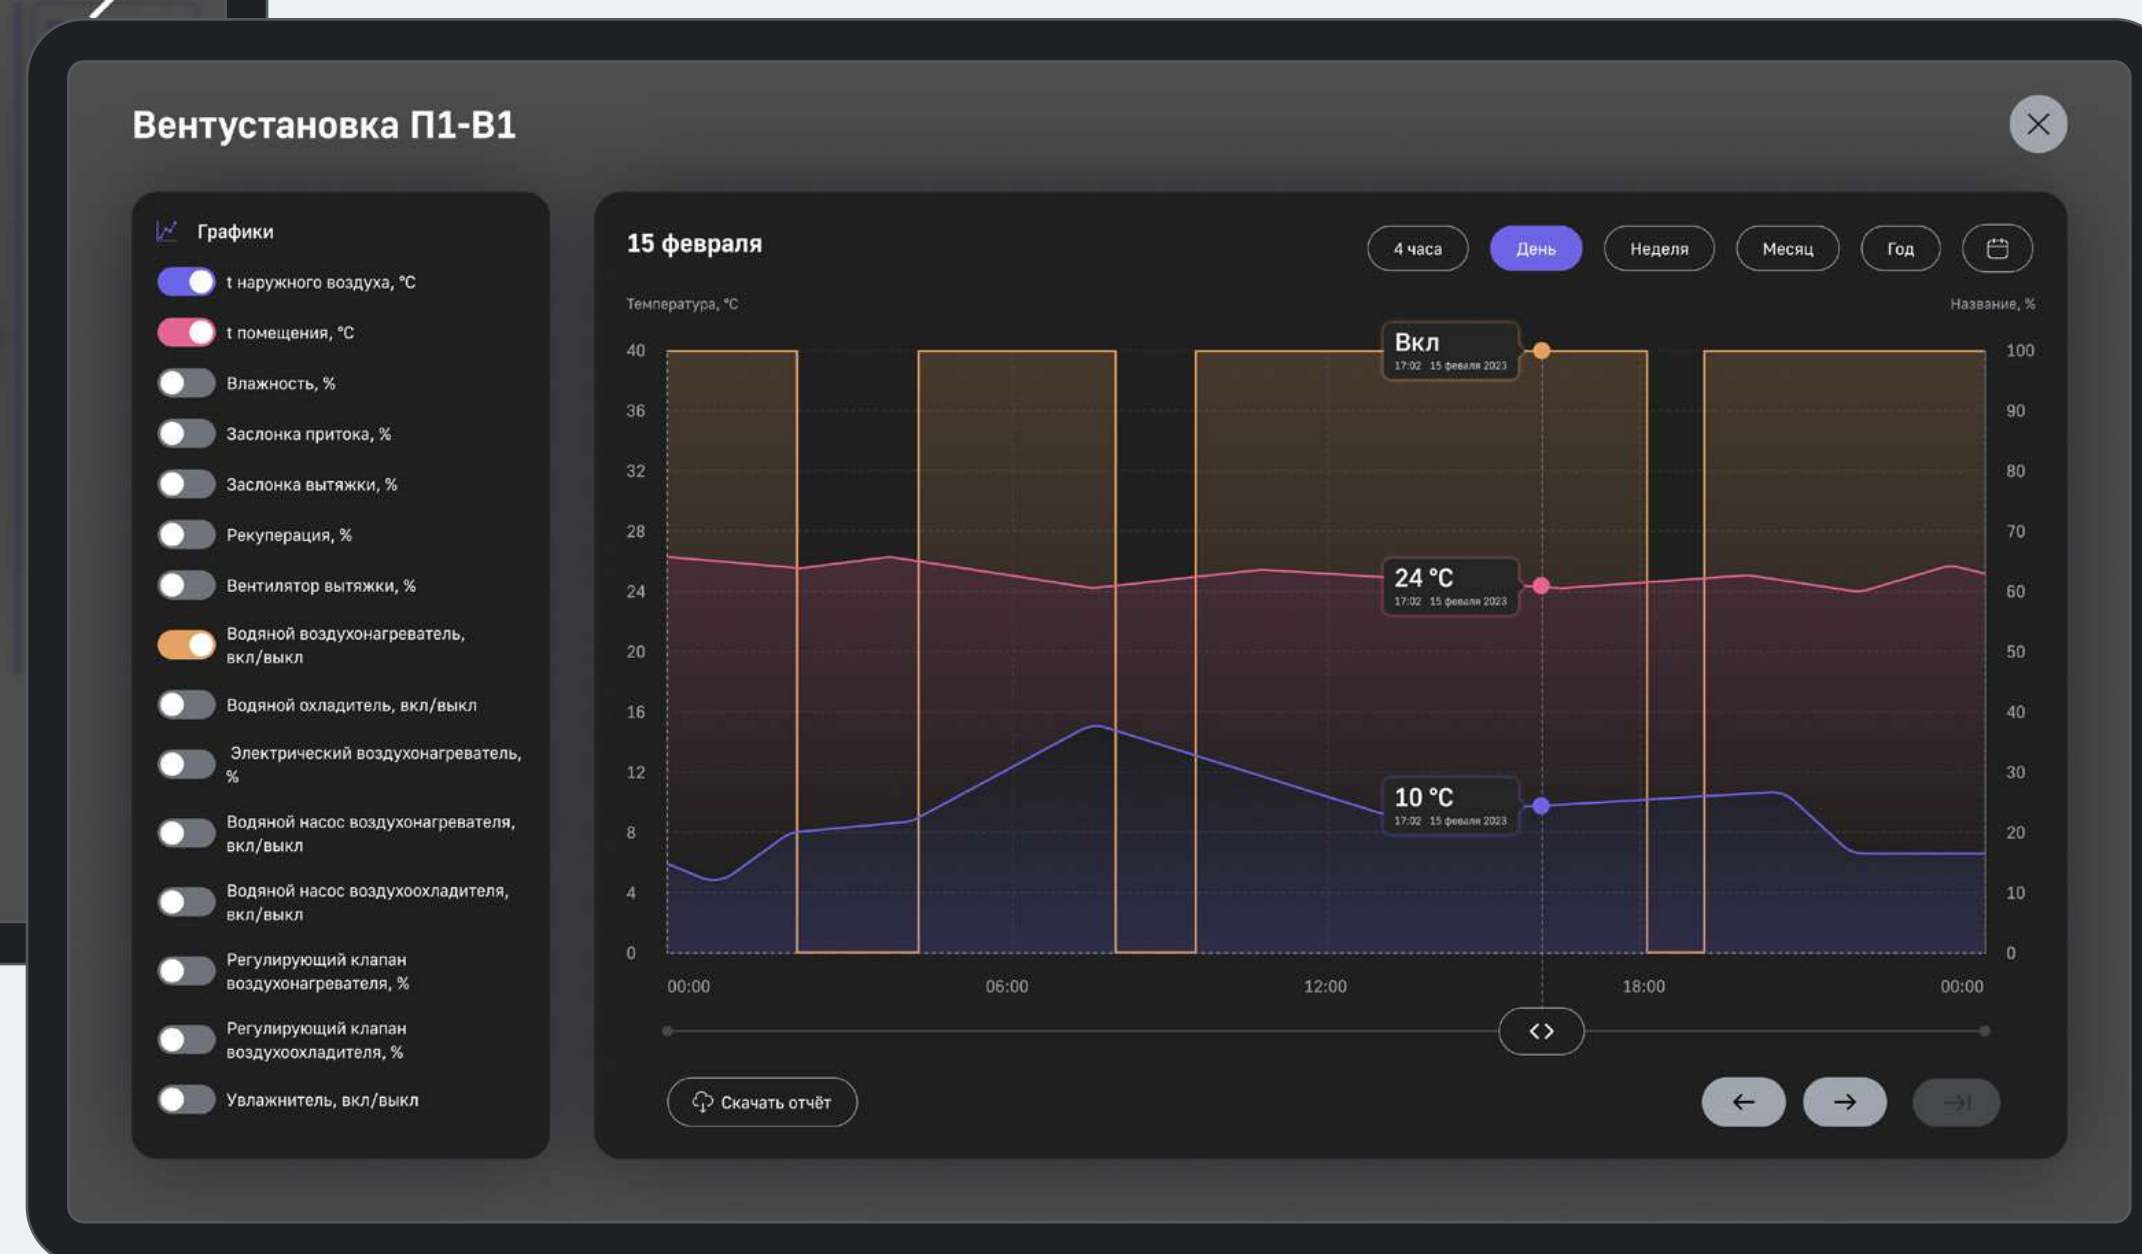 Вентустановка П1-В1
Графики
t наружного воздуха, °C
t помещения, °C
Влажность, %
Заслонка притока, %
Заслонка вытяжки, %
Рекуперация, %
Вентилятор вытяжки, %
Водяной воздухонагреватель,
вкл/выкл
Водяной охладитель, вкл/выкл
Электрический воздухонагреватель,
%
Водяной насос воздухонагревателя,
вкл/выкл
Водяной насос воздухоохладителя,
вкл/выкл
Регулирующий клапан
воздухонагревателя, %
Регулирующий клапан
воздухоохладителя, %
Увлажнитель, вкл/выкл
15 февраля
4 часа
День
Неделя
Месяц
Год
Температура, °C
Название, %
40
36
32
28
24
20
16
12
8
4
0
Вкл
17:02 15 феваля 2023
24 °C
17:02 15 феваля 2023
10 °C
17:02 15 феваля 2023
100
90
80
70
60
50
40
30
20
10
0
00:00
06:00
12:00
18:00
00:00
Скачать отчёт